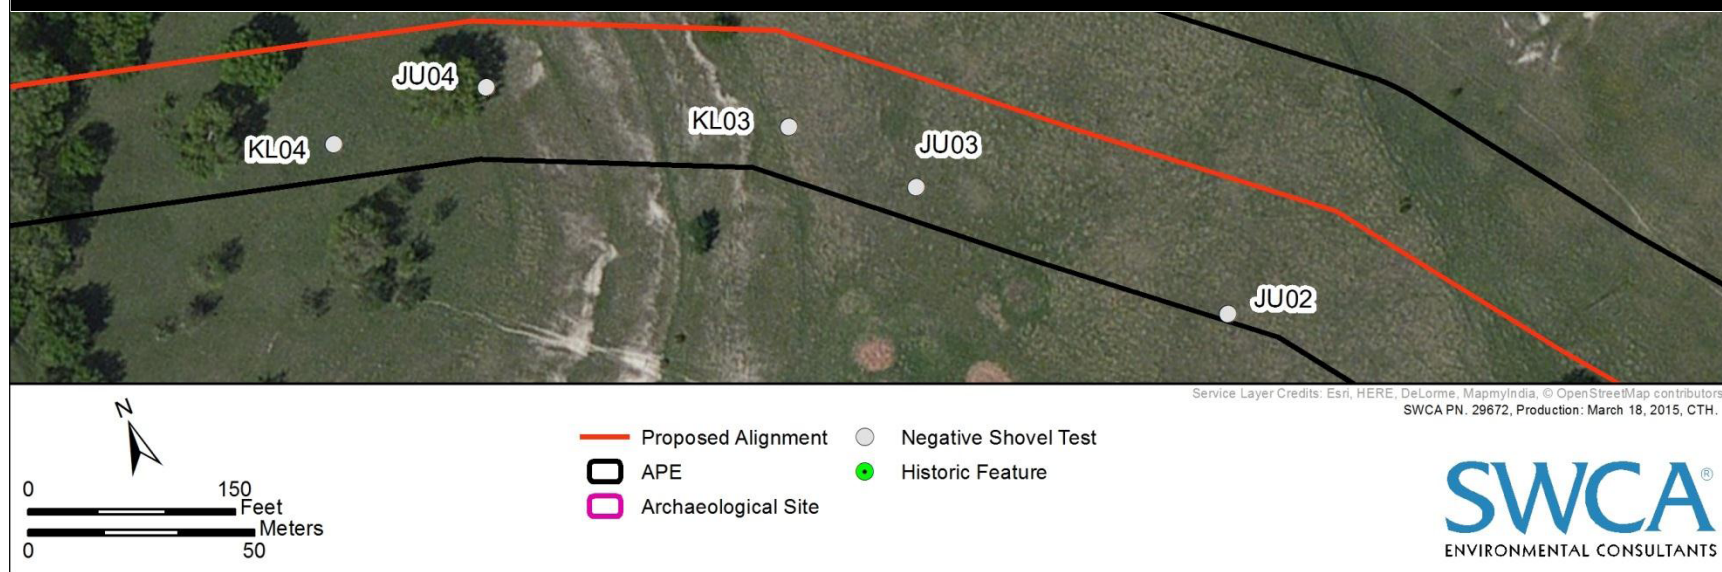 JU04
KL03
KL04
JU03
JU02
Service Layer Credits: Esri, HERE, DeLorme, MapmyIndia, © OpenStreetMap contributors
SWCA PN. 29672, Production: March 18, 2015, CTH.
N
0 150
Feet
Meters
0 50
Proposed Alignment
APE
Archaeological Site
Negative Shovel Test
Historic Feature
SWCA®
ENVIRONMENTAL CONSULTANTS